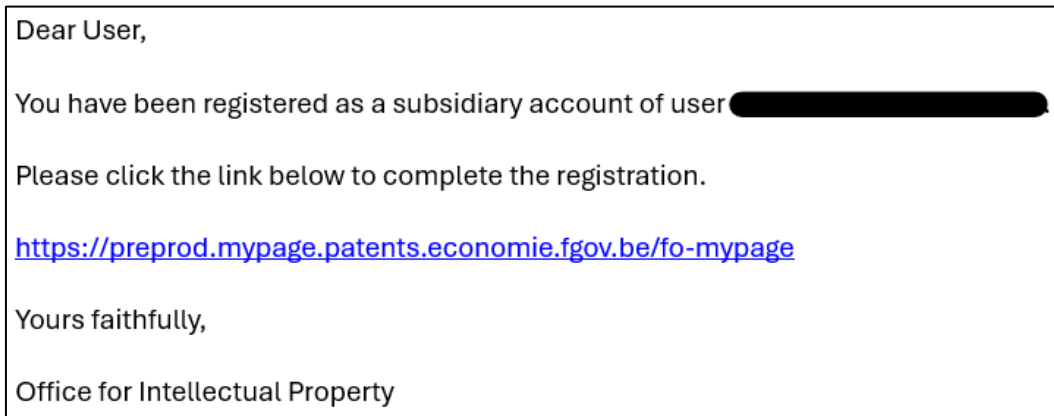 Dear User,
You have been registered as a subsidiary account of user
Please click the link below to complete the registration.
https://preprod.mypage.patents.economie.fgov.be/fo-mypage
Yours faithfully,
Office for Intellectual Property